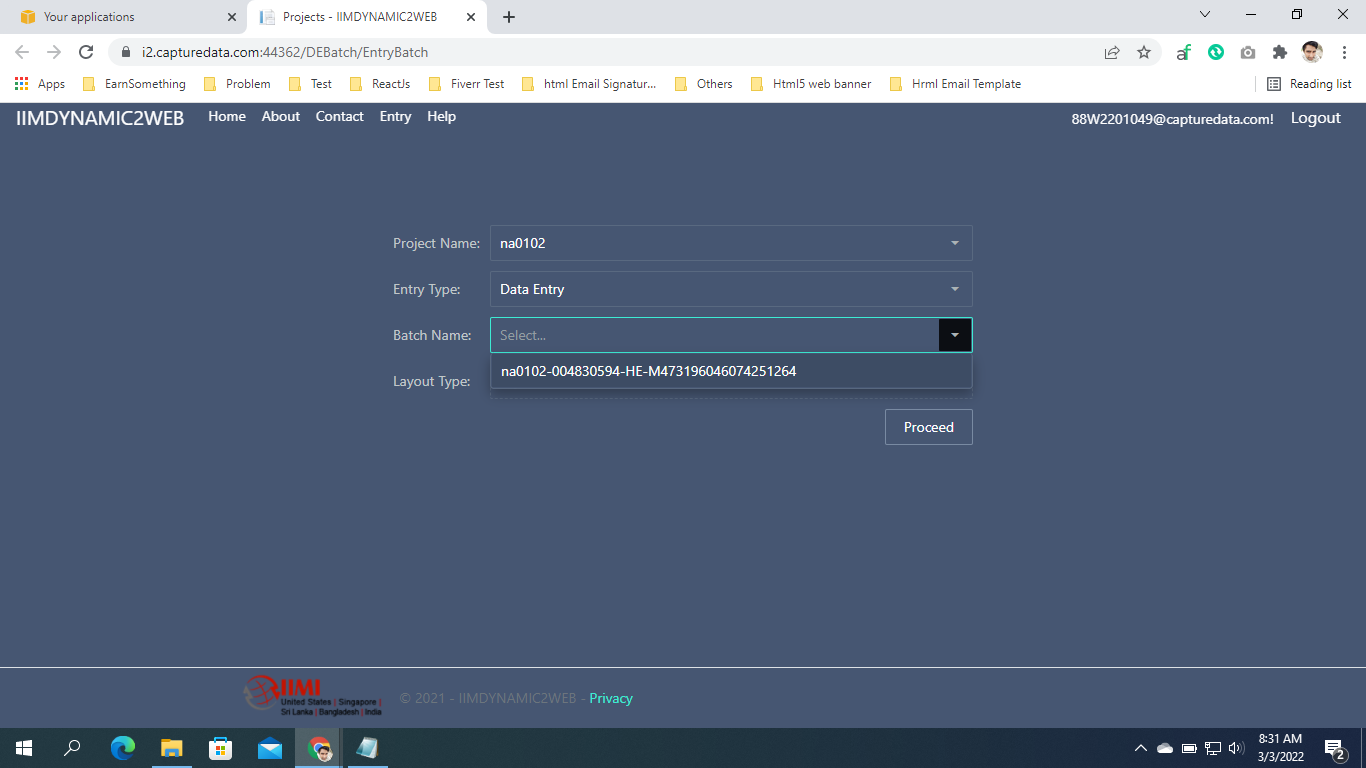 Your applications
Projects - IIMDYNAMIC2WEB
i2.capturedata.com:44362/DEBatch/EntryBatch
Apps EarnSomething Problem Test ReactJs Fiverr Test html Email Signatur... Others Html5 web banner Hrml Email Template Reading list
IIMDYNAMIC2WEB Home About Contact Entry Help 88W2201049@capturedata.com! Logout
Project Name: na0102
Entry Type: Data Entry
Batch Name: Select...
na0102-004830594-HE-M473196046074251264
Layout Type:
Proceed
IIMI
United States | Singapore |
Sri Lanka | Bangladesh | India
© 2021 - IIMDYNAMIC2WEB - Privacy
8:31 AM
3/3/2022
2